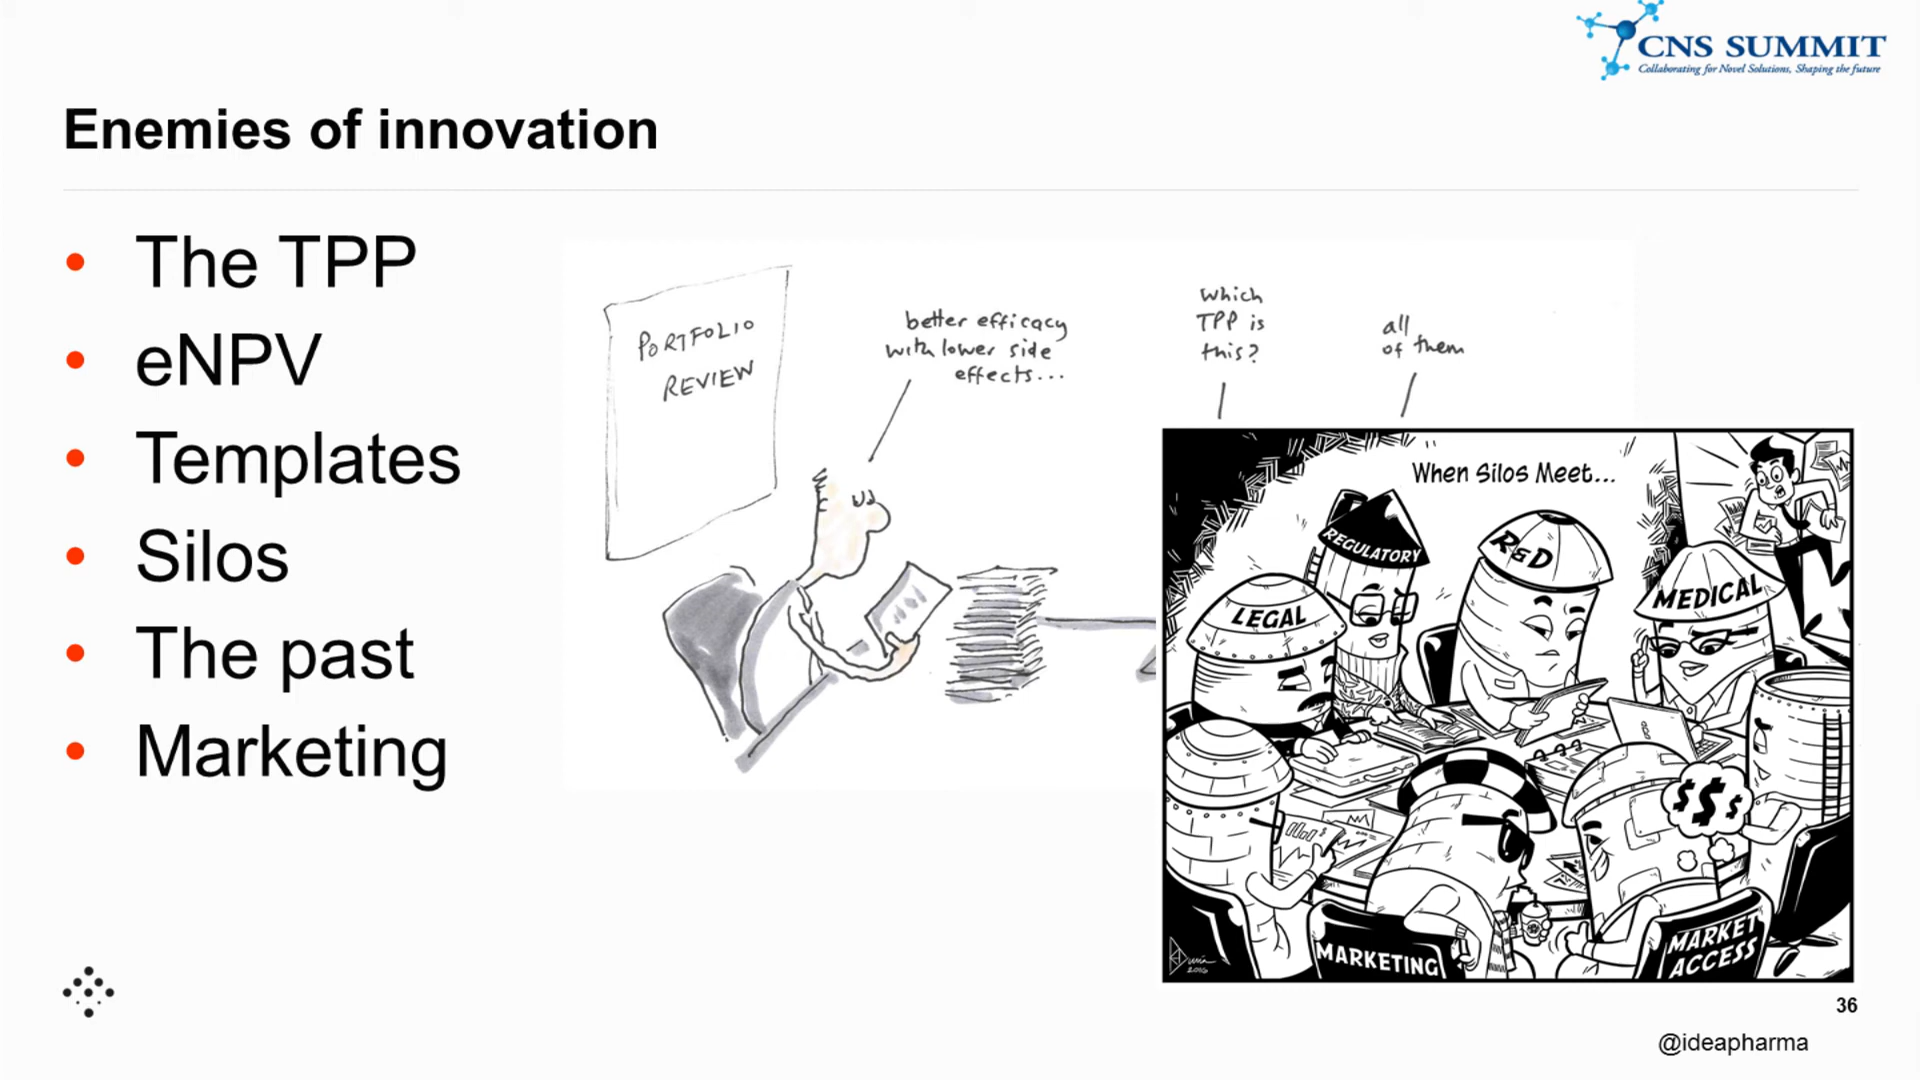 CNS SUMMIT
Collaborating for Novel Solutions, Shaping the future
Enemies of innovation
• The TPP
• eNPV
• Templates
• Silos
• The past
• Marketing
PORTFOLIO
REVIEW
better efficacy
with lower side
effects...
Which
TPP is
this?
all
of them
When Silos Meet...
REGULATORY
R&D
LEGAL
MEDICAL
$$$
MARKETING
MARKET
ACCESS
2016
36
@ideapharma